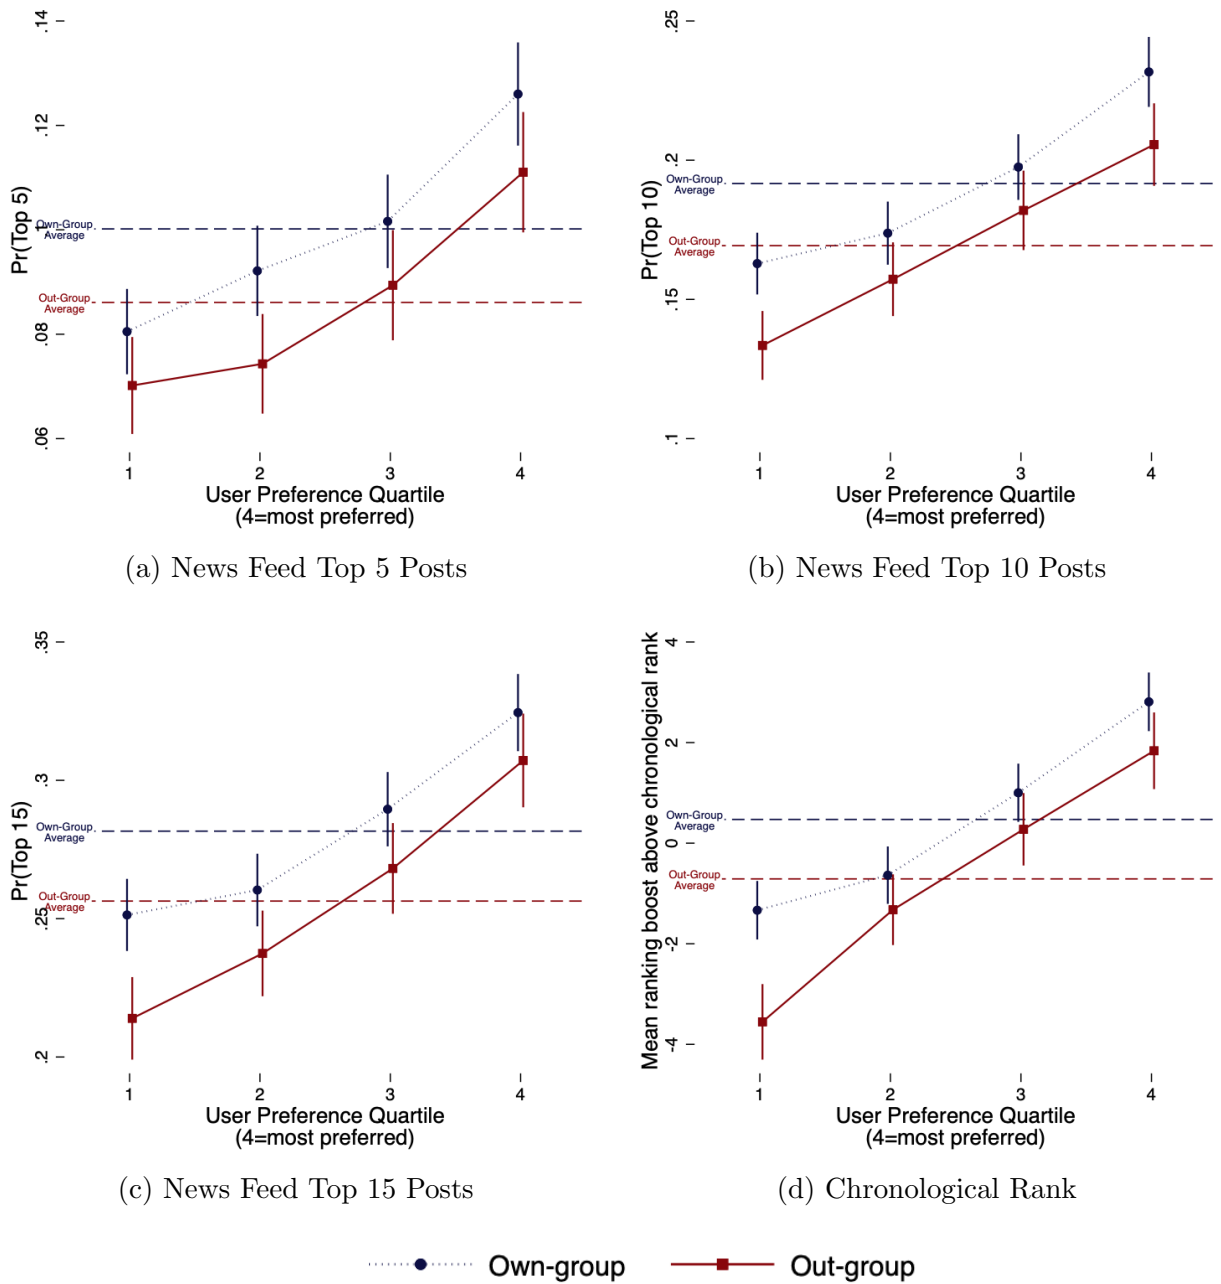 .14
.12
.1
.08
.06
Pr(Top 5)
Own-Group
Average
Out-Group
Average
1 2 3 4
User Preference Quartile
(4=most preferred)
(a) News Feed Top 5 Posts
.25
.2
.15
.1
Pr(Top 10)
Own-Group
Average
Out-Group
Average
1 2 3 4
User Preference Quartile
(4=most preferred)
(b) News Feed Top 10 Posts
.35
.3
.25
.2
Pr(Top 15)
Own-Group
Average
Out-Group
Average
1 2 3 4
User Preference Quartile
(4=most preferred)
(c) News Feed Top 15 Posts
4
2
0
-2
-4
Mean ranking boost above chronological rank
Own-Group
Average
Out-Group
Average
1 2 3 4
User Preference Quartile
(4=most preferred)
(d) Chronological Rank
Own-group Out-group